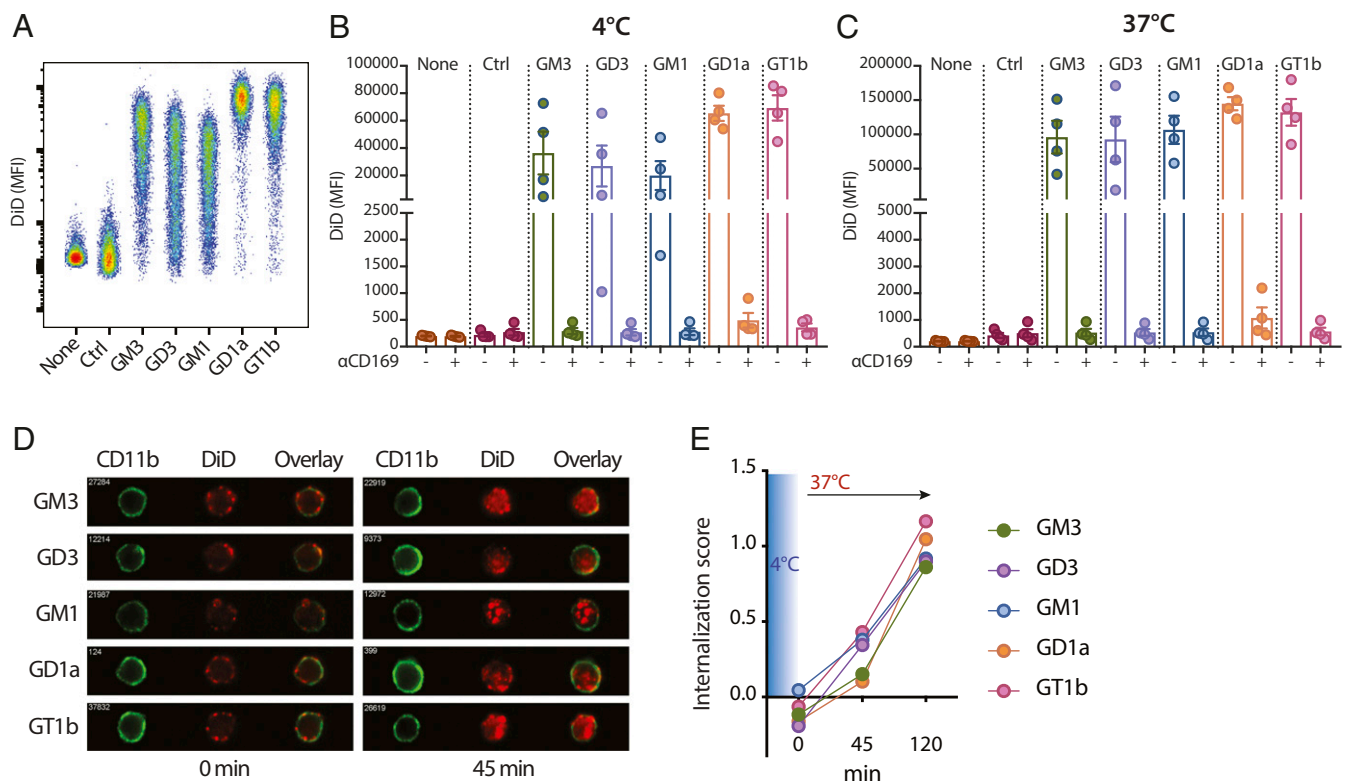 A
DiD (MFI)
None
Ctrl
GM3
GD3
GM1
GD1a
GT1b
B
4°C
DiD (MFI)
100000
80000
60000
40000
20000
2500
2000
1500
1000
500
0
None
Ctrl
GM3
GD3
GM1
GD1a
GT1b
αCD169 - + - + - + - + - + - + - +
C
37°C
DiD (MFI)
200000
150000
100000
50000
6000
5000
4000
3000
2000
1000
0
None
Ctrl
GM3
GD3
GM1
GD1a
GT1b
αCD169 - + - + - + - + - + - + - +
D
CD11b DiD Overlay CD11b DiD Overlay
GM3 27284 22919
GD3 12214 9373
GM1 21987 12972
GD1a 124 399
GT1b 37832 26619
0 min 45 min
E
Internalization score
1.5
1.0
0.5
0.0
37°C
4°C
0 45 120
min
GM3
GD3
GM1
GD1a
GT1b